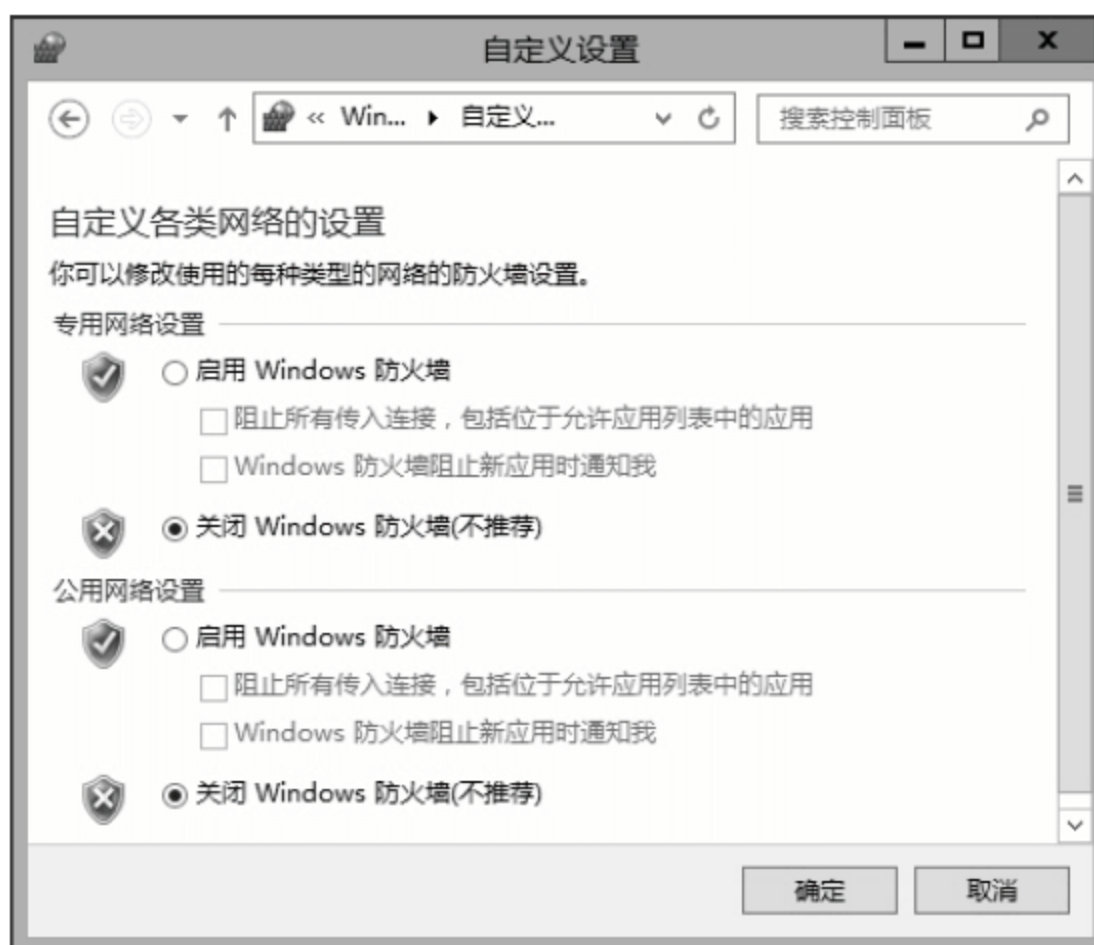 自定义设置
« Win... 自定义... 搜索控制面板
自定义各类网络的设置
你可以修改使用的每种类型的网络的防火墙设置。
专用网络设置
启用 Windows 防火墙
阻止所有传入连接，包括位于允许应用列表中的应用
Windows 防火墙阻止新应用时通知我
关闭 Windows 防火墙(不推荐)
公用网络设置
启用 Windows 防火墙
阻止所有传入连接，包括位于允许应用列表中的应用
Windows 防火墙阻止新应用时通知我
关闭 Windows 防火墙(不推荐)
确定 取消